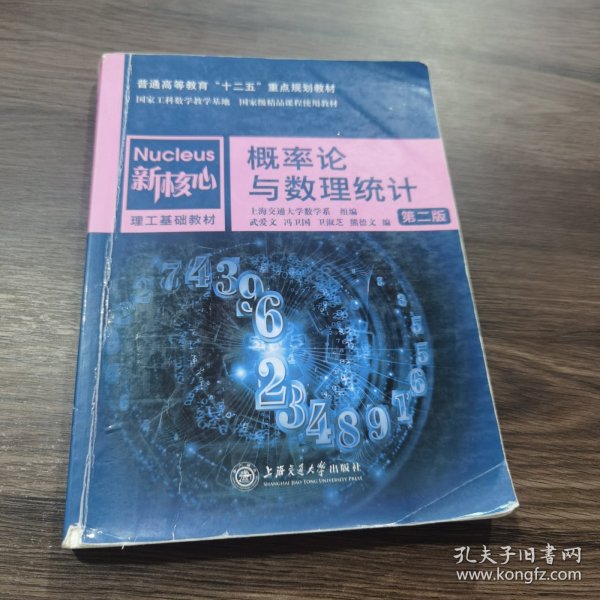 普通高等教育“十二五”重点规划教材
国家工科数学教学基地 国家级精品课程使用教材
Nucleus
新核心
理工基础教材
概率论
与数理统计
上海交通大学数学系 组编
武爱文 冯卫国 卫淑芝 熊德文 编
第二版
743996
2348916
556
上海交通大学出版社
SHANGHAI JIAO TONG UNIVERSITY PRESS
孔夫子旧书网
www.kongfz.com